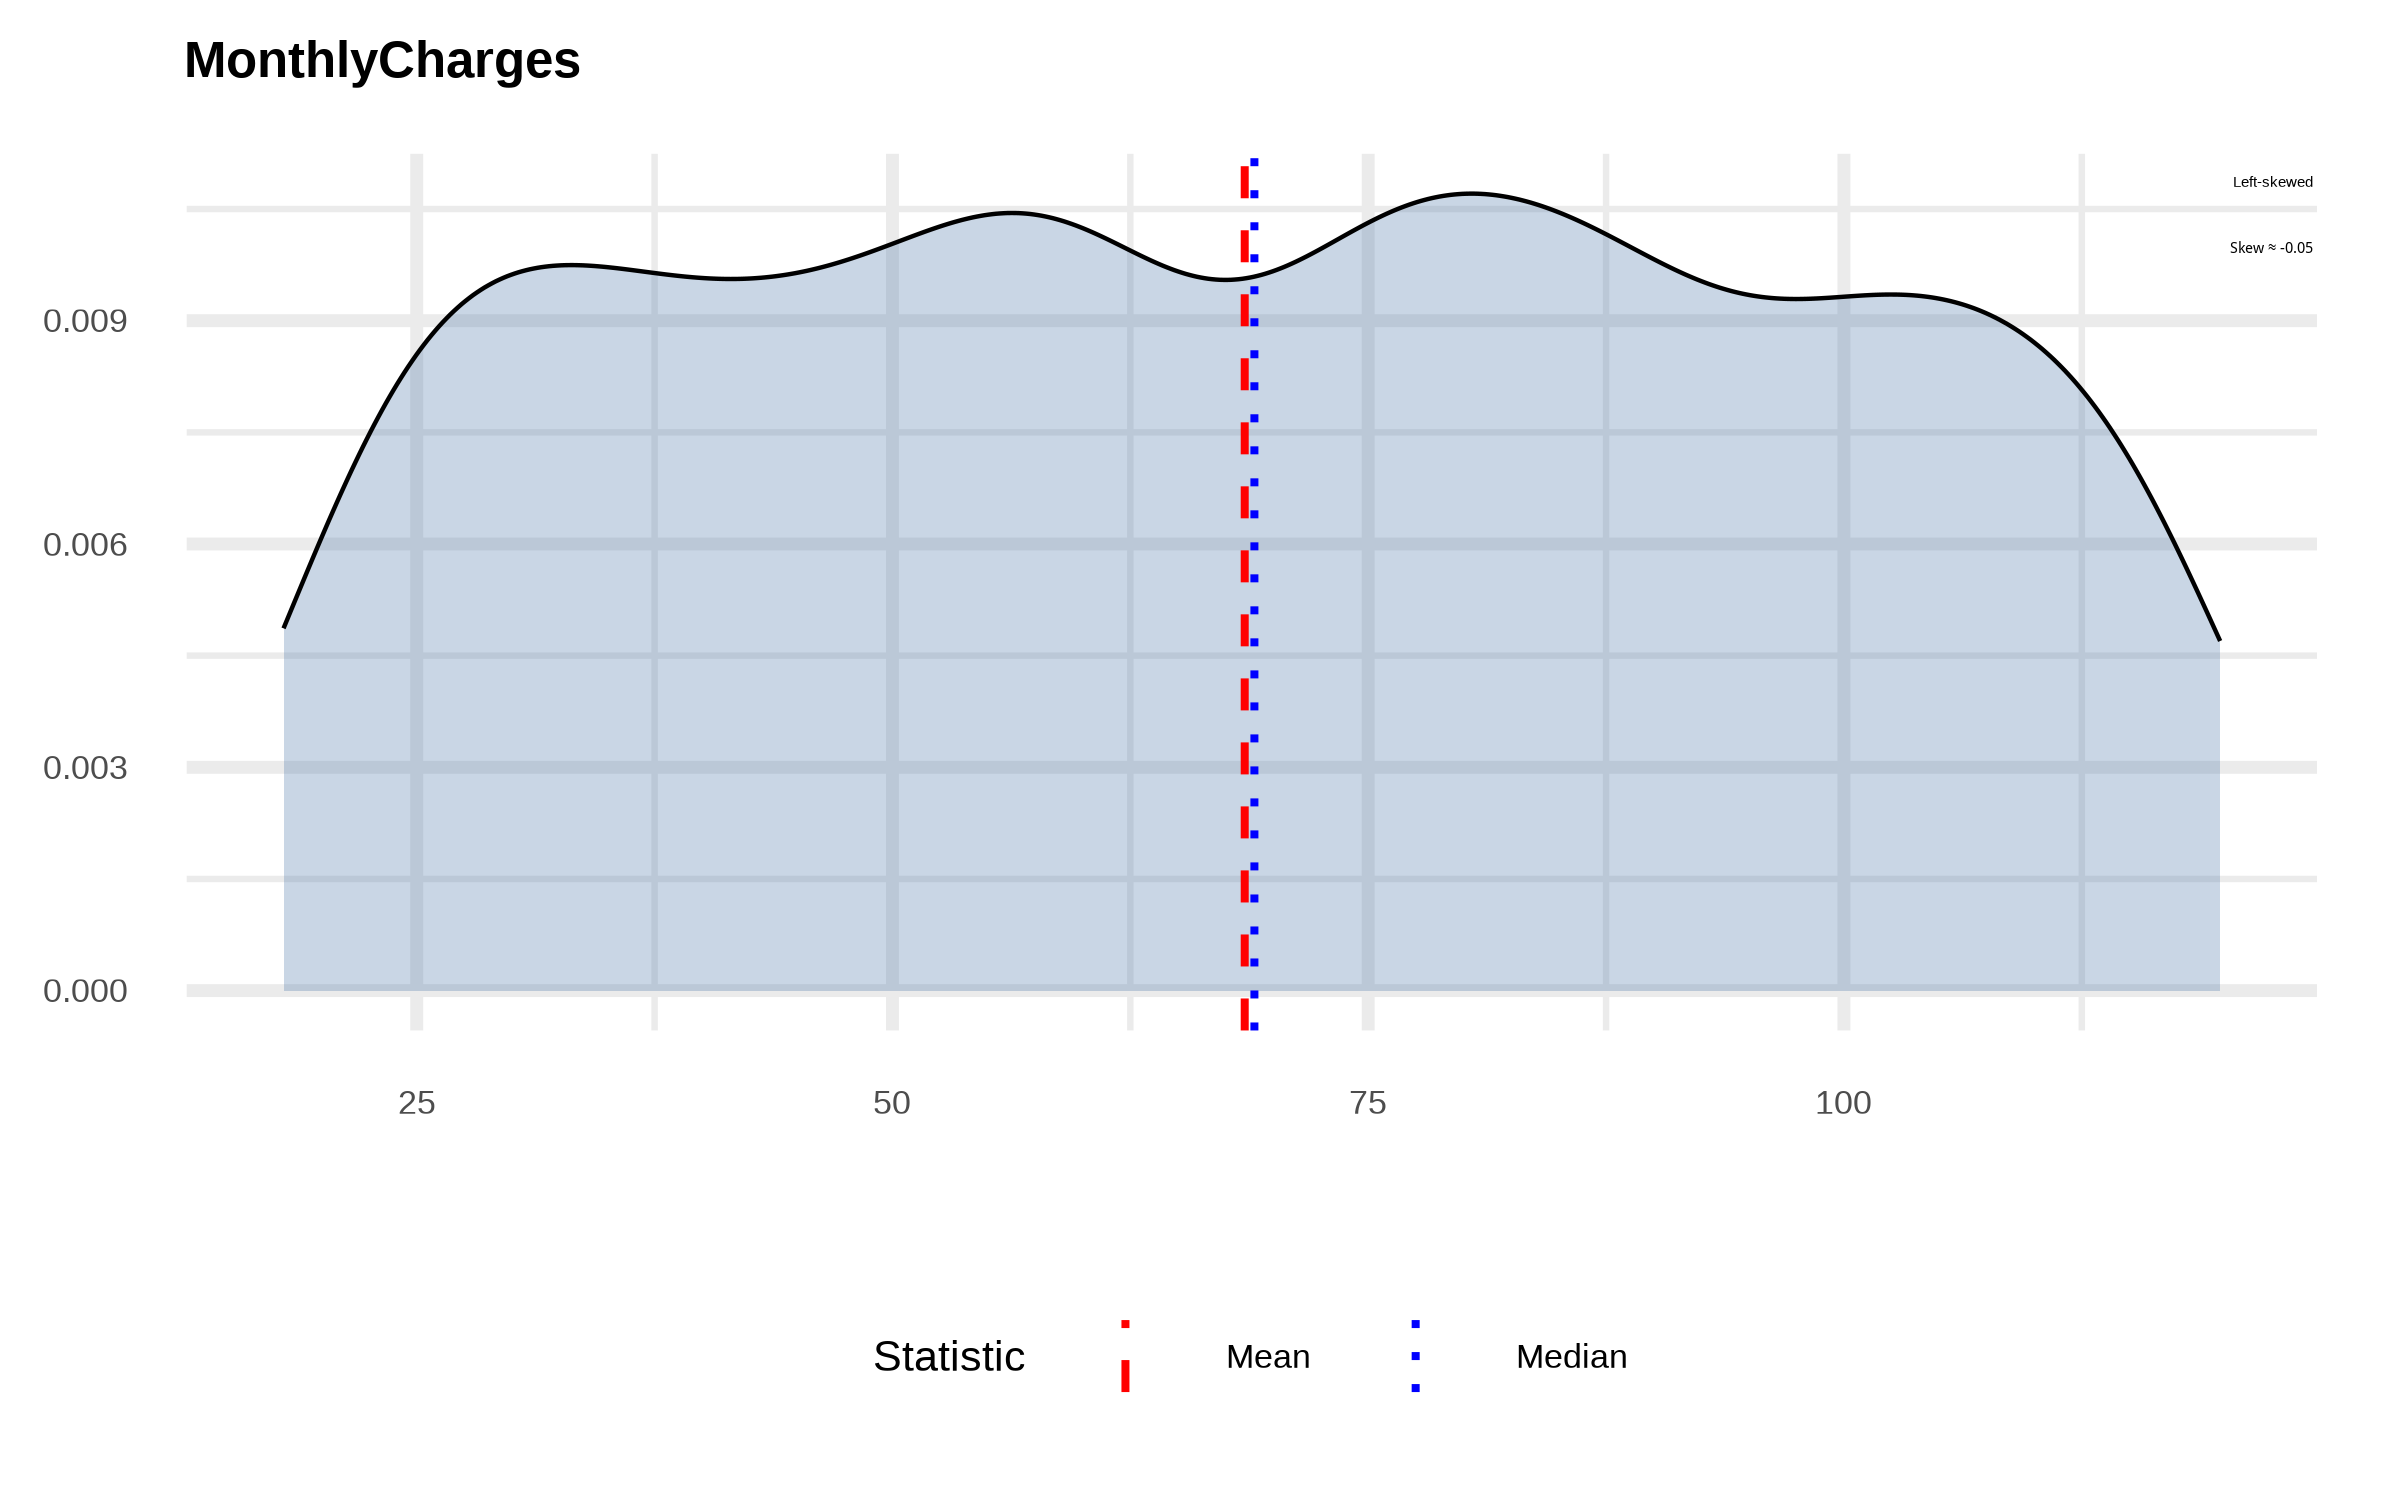 MonthlyCharges
Left-skewed
Skew ≈ -0.05
0.009
0.006
0.003
0.000
25 50 75 100
Statistic Mean Median